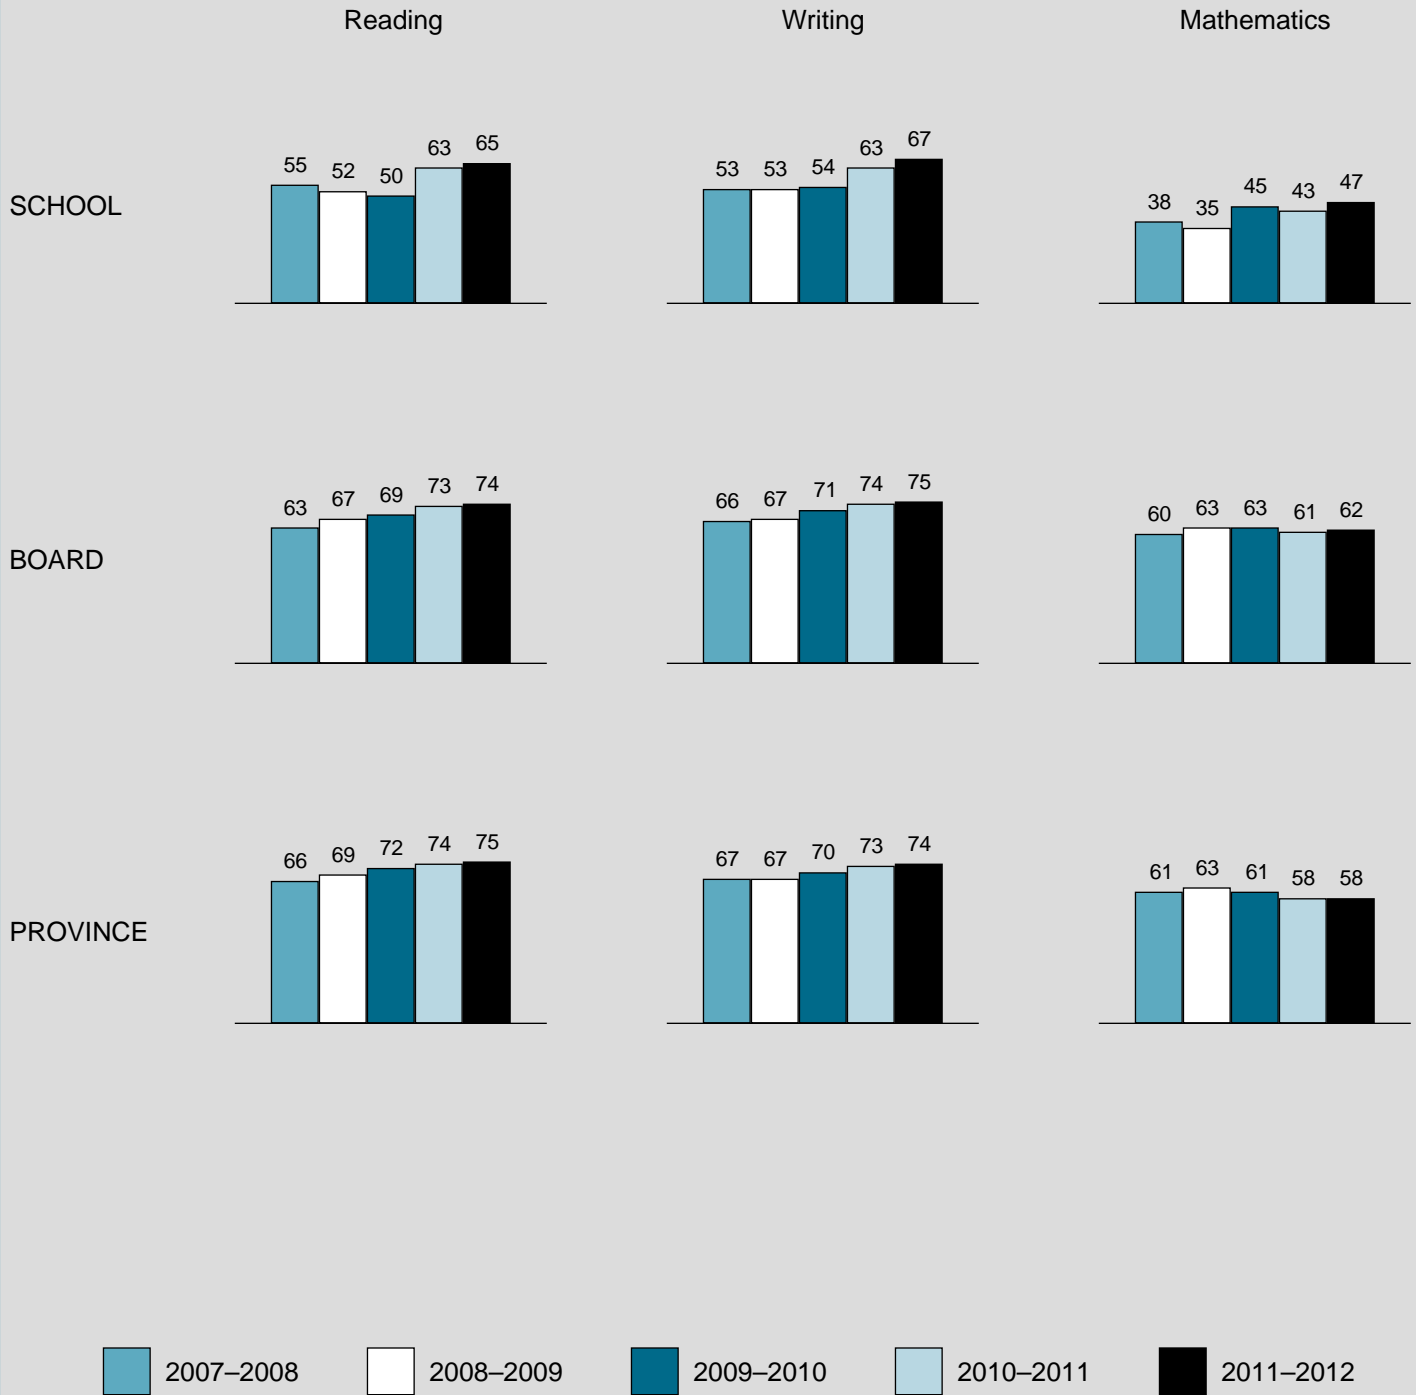 Reading Writing Mathematics
SCHOOL
55 52 50 63 65
53 53 54 63 67
38 35 45 43 47
BOARD
63 67 69 73 74
66 67 71 74 75
60 63 63 61 62
PROVINCE
66 69 72 74 75
67 67 70 73 74
61 63 61 58 58
2007–2008 2008–2009 2009–2010 2010–2011 2011–2012